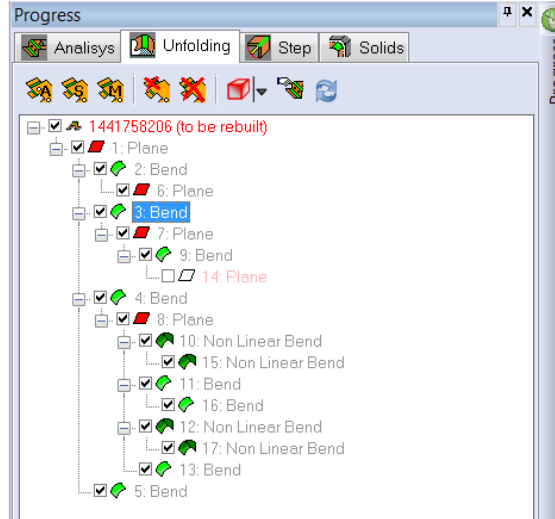 Progress
Analisys Unfolding Step Solids
A S M
1441758206 (to be rebuilt)
1: Plane
2: Bend
6: Plane
3: Bend
7: Plane
9: Bend
14: Plane
4: Bend
8: Plane
10: Non Linear Bend
15: Non Linear Bend
11: Bend
16: Bend
12: Non Linear Bend
17: Non Linear Bend
13: Bend
5: Bend